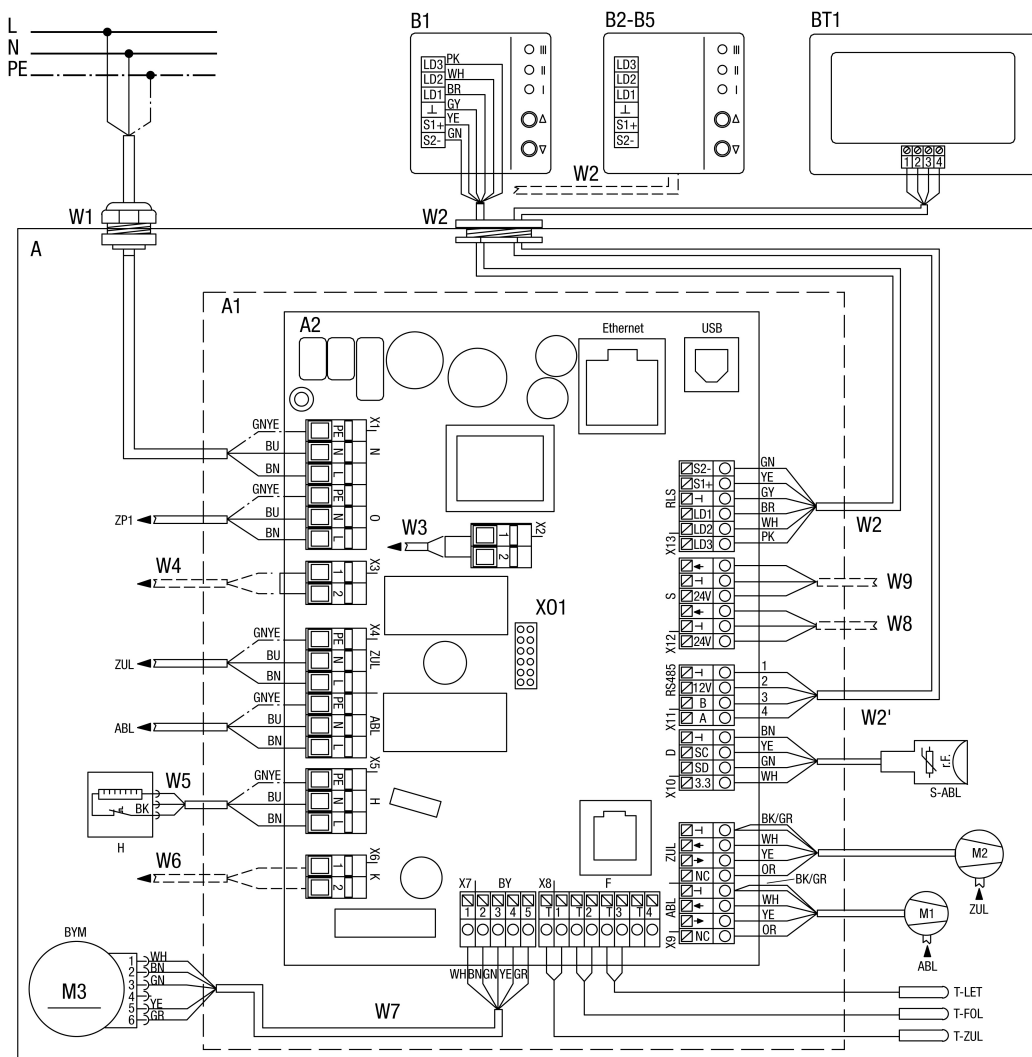 L
N
PE
B1
LD3 PK
LD2 WH
LD1 BR
⊥ GY
S1+ YE
S2- GN
III
II
I
B2-B5
LD3
LD2
LD1
⊥
S1+
S2-
III
II
I
BT1
1 2 3 4
W1
W2
W2
A
A1
A2
Ethernet
USB
X1
GNYE PE
BU N N
BN L
GNYE PE
ZP1 BU N O
BN L
W3
X2
1
2
W4
X3
1
2
X01
X4
GNYE PE
ZUL BU N ZUL
BN L
GNYE PE
ABL BU N ABL
BN L
W5
X5
GNYE PE
BU N H
BN L
BK
H
W6
X6
1
2
K
RLS
X13
S2- GN
S1+ YE
GY
LD1 BR
LD2 WH
LD3 PK
W2
S
X12
24V
24V
W9
W8
RS485
X11
1
12V 2
B 3
A 4
W2'
D
X10
BN
SC YE
SD GN
3.3 WH
r.F.
S-ABL
ZUL
BK/GR
WH
YE
NC OR
M2
ZUL
ABL
X9
BK/GR
WH
YE
NC OR
M1
ABL
X7 BY X8 F
1 2 3 4 5 T 1 T 2 T 3 T 4
WH BN GN YE GR
BYM
M3
1 WH
2 BN
3 GN
4
5 YE
6 GR
W7
T-LET
T-FOL
T-ZUL